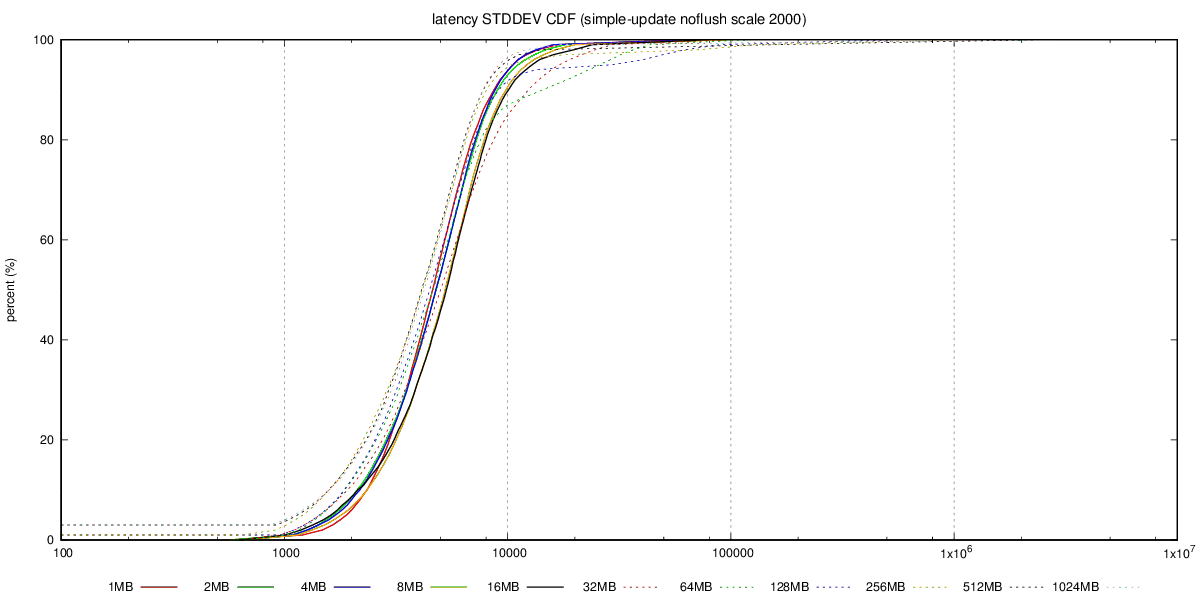 latency STDDEV CDF (simple-update noflush scale 2000)
100
80
60
40
20
0
percent (%)
100 1000 10000 100000 1x10^6 1x10^7
1MB 2MB 4MB 8MB 16MB 32MB 64MB 128MB 256MB 512MB 1024MB